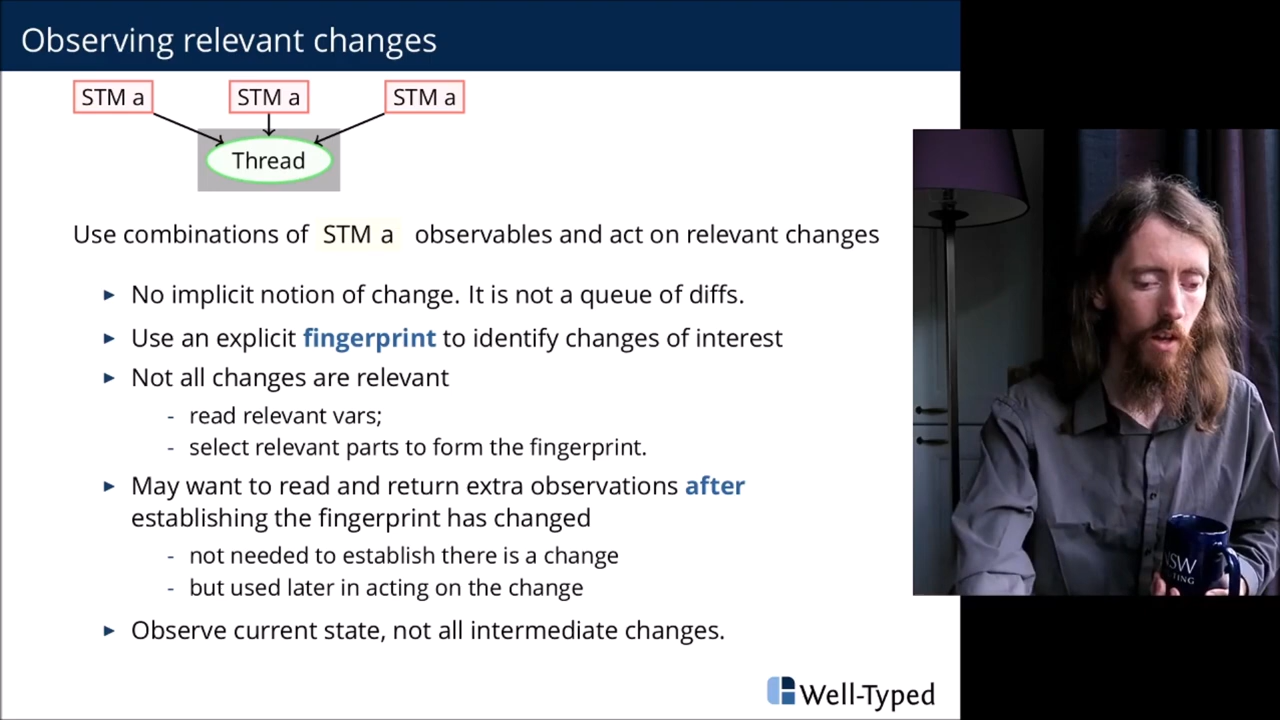 Observing relevant changes
STM a STM a STM a
Thread
Use combinations of STM a observables and act on relevant changes
► No implicit notion of change. It is not a queue of diffs.
► Use an explicit fingerprint to identify changes of interest
► Not all changes are relevant
- read relevant vars;
- select relevant parts to form the fingerprint.
► May want to read and return extra observations after
establishing the fingerprint has changed
- not needed to establish there is a change
- but used later in acting on the change
► Observe current state, not all intermediate changes.
Well-Typed